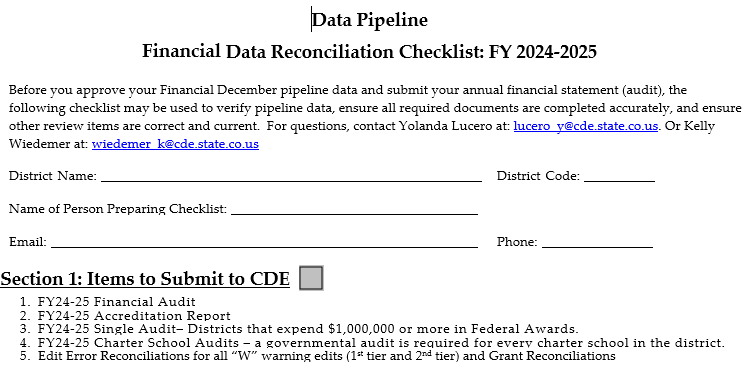 Data Pipeline
Financial Data Reconciliation Checklist: FY 2024-2025
Before you approve your Financial December pipeline data and submit your annual financial statement (audit), the
following checklist may be used to verify pipeline data, ensure all required documents are completed accurately, and ensure
other review items are correct and current. For questions, contact Yolanda Lucero at: lucero_y@cde.state.co.us. Or Kelly
Wiedemer at: wiedemer_k@cde.state.co.us
District Name: District Code:
Name of Person Preparing Checklist:
Email: Phone:
Section 1: Items to Submit to CDE
1. FY24-25 Financial Audit
2. FY24-25 Accreditation Report
3. FY24-25 Single Audit– Districts that expend $1,000,000 or more in Federal Awards.
4. FY24-25 Charter School Audits – a governmental audit is required for every charter school in the district.
5. Edit Error Reconciliations for all “W” warning edits (1st tier and 2nd tier) and Grant Reconciliations